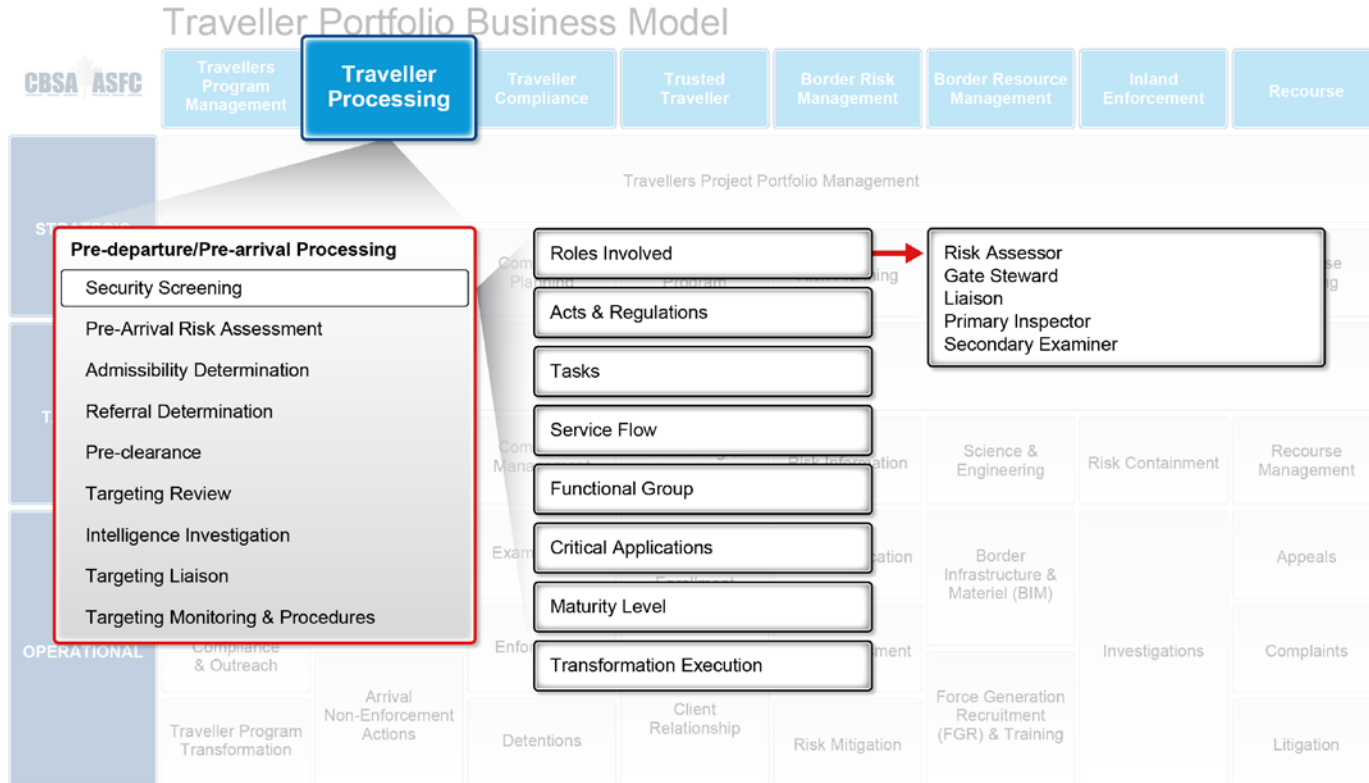 Traveller Portfolio Business Model
CBSA ASFC
Travellers
Program
Management
Traveller
Processing
Traveller
Compliance
Trusted
Traveller
Border Risk
Management
Border Resource
Management
Inland
Enforcement
Recourse
Travellers Project Portfolio Management
Pre-departure/Pre-arrival Processing
Security Screening
Pre-Arrival Risk Assessment
Admissibility Determination
Referral Determination
Pre-clearance
Targeting Review
Intelligence Investigation
Targeting Liaison
Targeting Monitoring & Procedures
Roles Involved
Acts & Regulations
Tasks
Service Flow
Functional Group
Critical Applications
Maturity Level
Transformation Execution
Risk Assessor
Gate Steward
Liaison
Primary Inspector
Secondary Examiner
Program
Risk Information
Science &
Engineering
Risk Containment
Recourse
Management
Border
Infrastructure &
Materiel (BIM)
Appeals
OPERATIONAL
Compliance
& Outreach
Investigations
Complaints
Arrival
Non-Enforcement
Actions
Client
Relationship
Force Generation
Recruitment
(FGR) & Training
Traveller Program
Transformation
Detentions
Risk Mitigation
Litigation